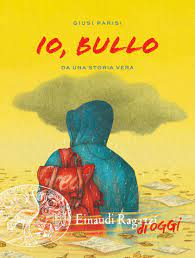 GIUSI PARISI
IO, BULLO
DA UNA STORIA VERA
Einaudi Ragazzi
di OGGI